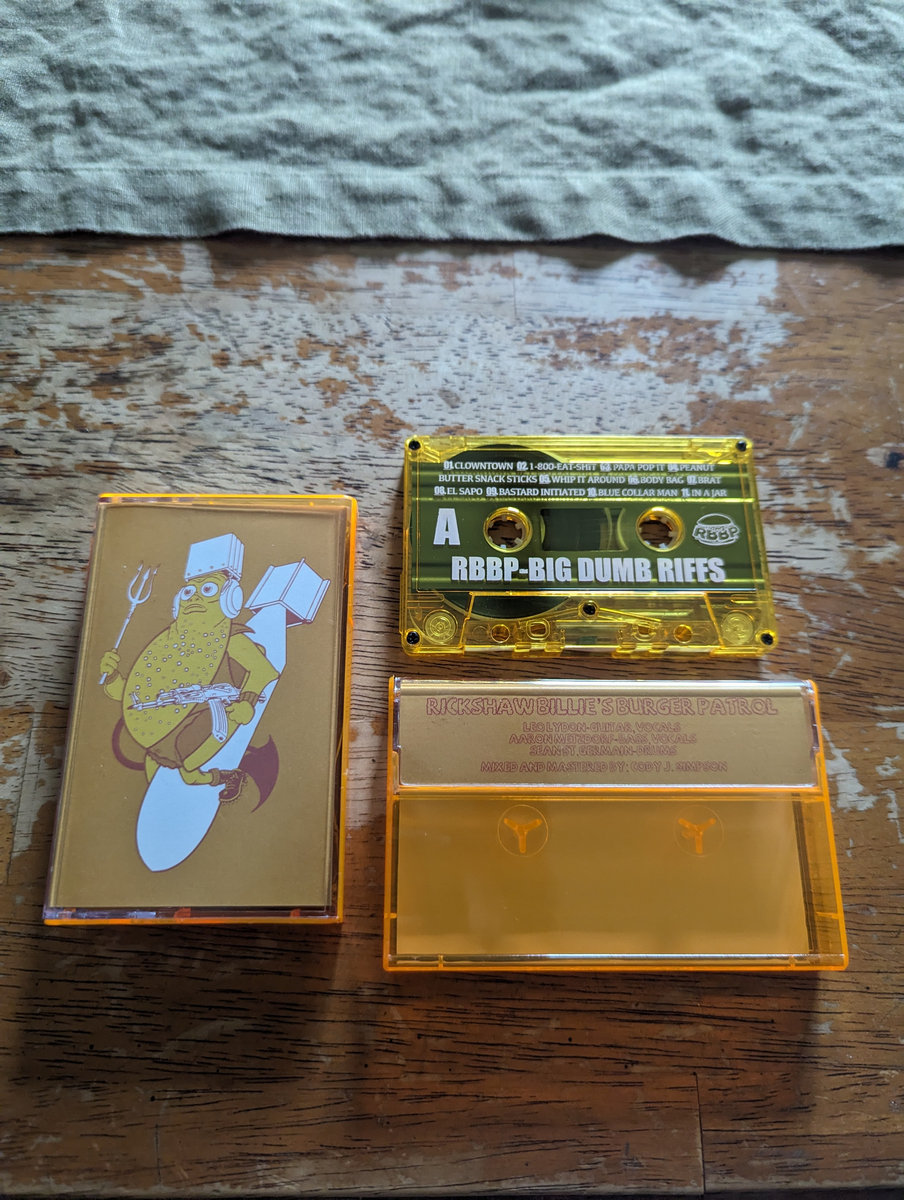 01.CLOWNTOWN 02.1-800-EAT-SHIT 03.PAPA POP IT 04.PEANUT
BUTTER SNACK STICKS 05.WHIP IT AROUND 06.BODY BAG 07.BRAT
08.EL SAPO 09.BASTARD INITIATED 10.BLUE COLLAR MAN 11.IN A JAR
A
RBBP
RBBP-BIG DUMB RIFFS
RICKSHAW BILLIE'S BURGER PATROL
LEO LYDON-GUITAR, VOCALS
AARON METZDORF-BASS, VOCALS
SEAN ST. GERMAIN-DRUMS
MIXED AND MASTERED BY: CODY J. SIMPSON